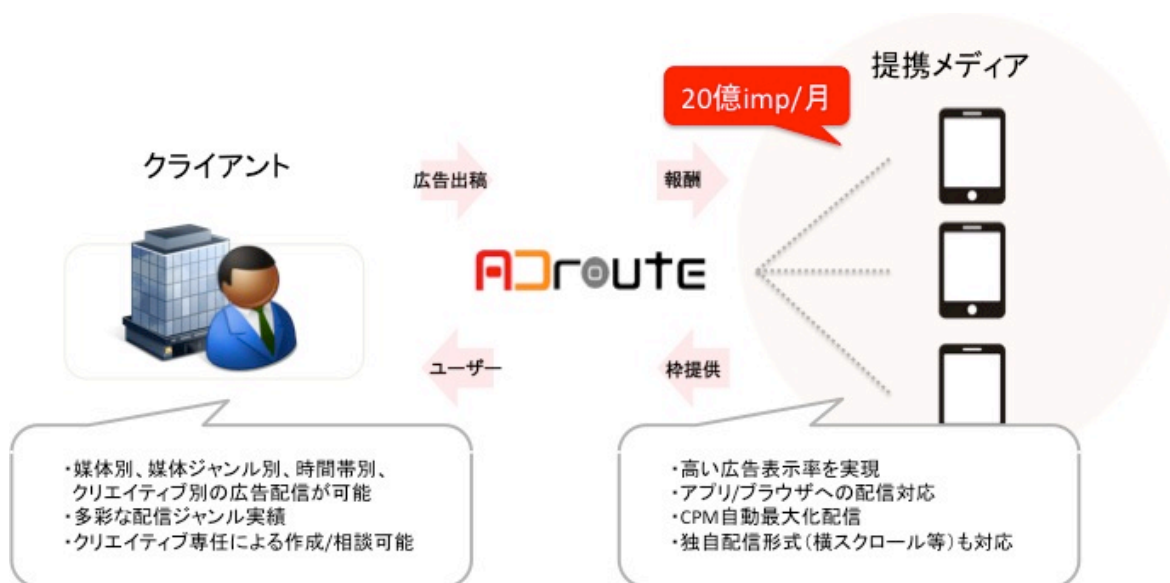 提携メディア
20億imp/月
クライアント
広告出稿
報酬
ADroute
ユーザー
枠提供
・媒体別、媒体ジャンル別、時間帯別、
クリエイティブ別の広告配信が可能
・多彩な配信ジャンル実績
・クリエイティブ専任による作成/相談可能
・高い広告表示率を実現
・アプリ/ブラウザへの配信対応
・CPM自動最大化配信
・独自配信形式(横スクロール等)も対応